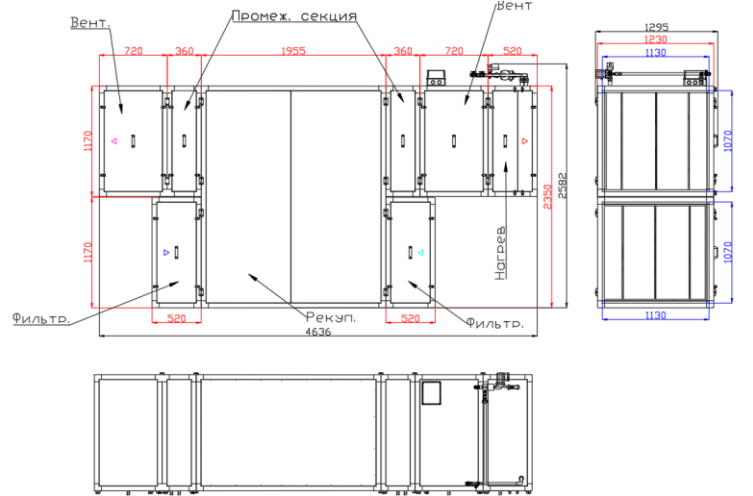 Вент
Промеж. секция
Вент.
1295
1230
1130
720
360
1955
360
720
520
1170
1070
2350
2582
1170
1070
Нагрев
Фильтр.
520
Рекуп.
520
Фильтр.
1130
4636